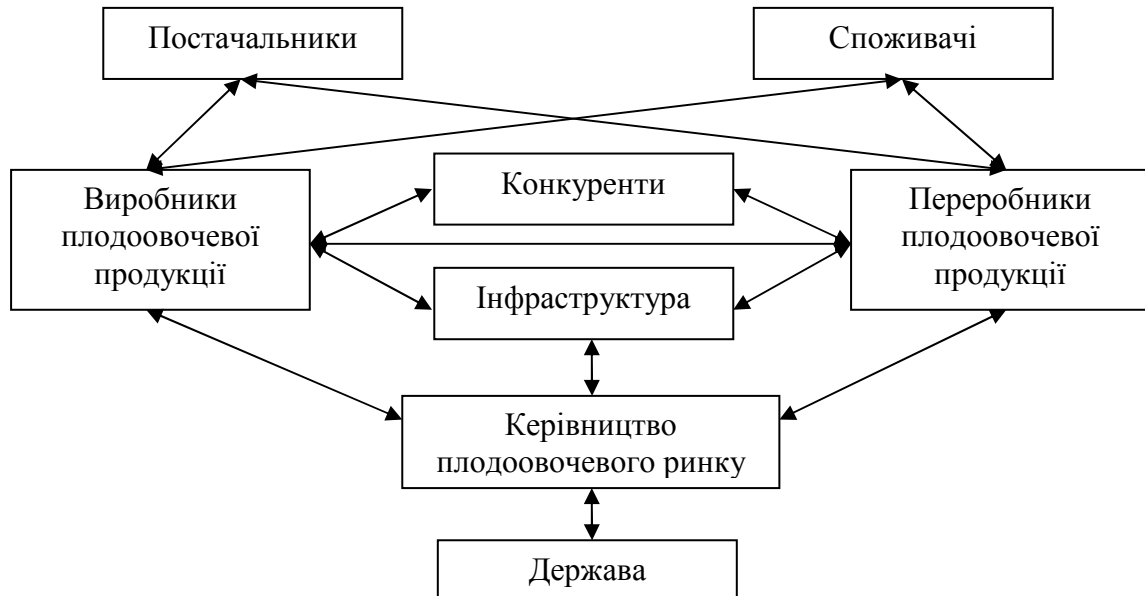 Постачальники
Споживачі
Виробники
плодоовочевої
продукції
Конкуренти
Інфраструктура
Переробники
плодоовочевої
продукції
Керівництво
плодоовочевого ринку
Держава